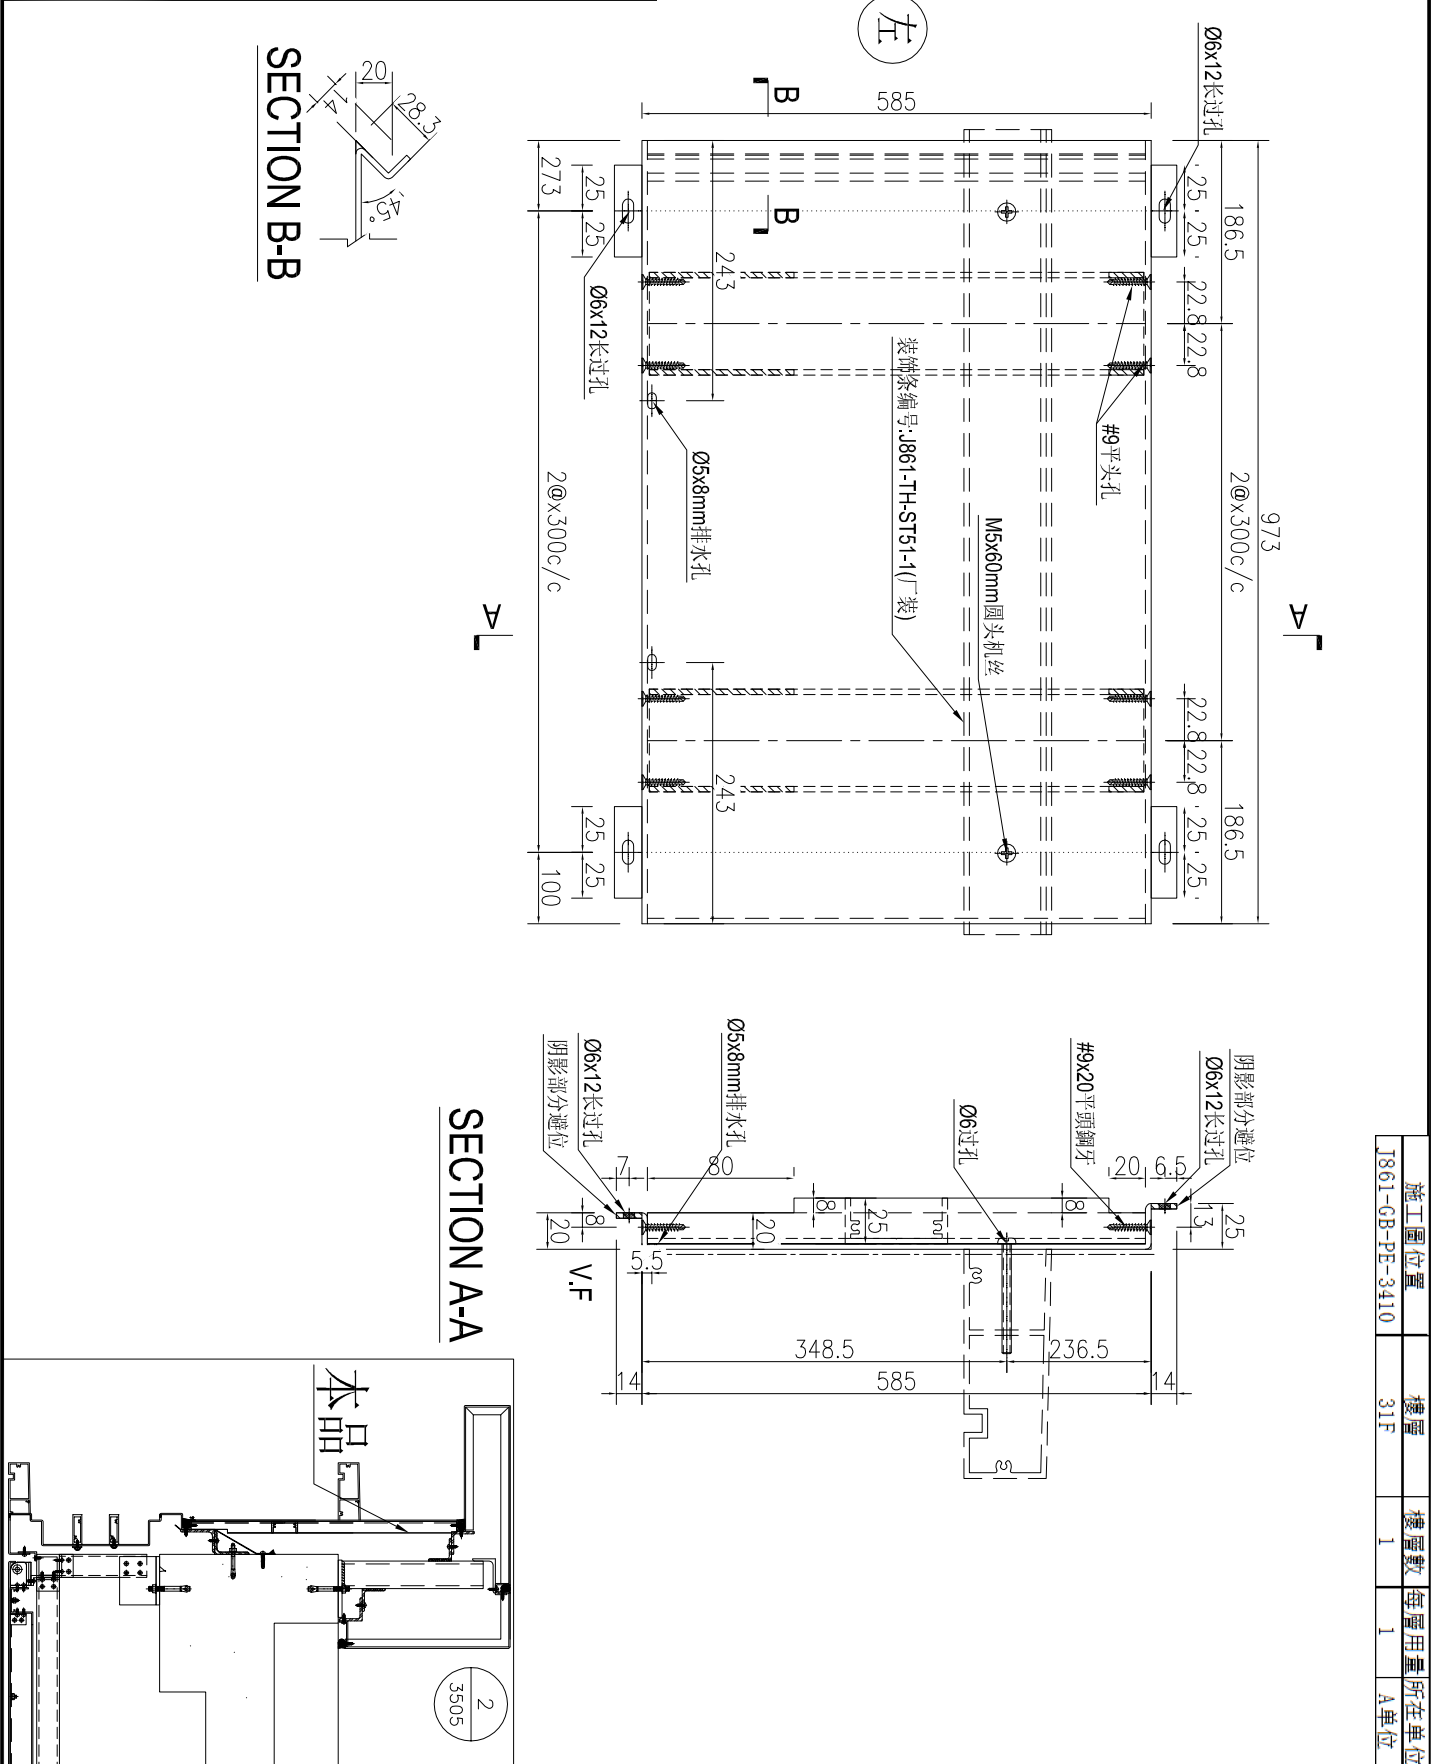 施工圖位置 樓層 樓層數 每層用量 所在單位
J861-GB-PE-3410 31F 1 1 A單位
左
Ø6x12长过孔
973
186.5 2@x300c/c 186.5
25 25 22.8 22.8 22.8 22.8 25 25
A A
#9平头孔
585
M5x60mm圆头机丝
装饰条编号:J861-TH-ST51-1(厂装)
B B
243 243
Ø5x8mm排水孔
Ø6x12长过孔
25 25 25 25
273 2@x300c/c 100
20 28.3
14 45°
SECTION B-B
阴影部分避位
Ø6x12长过孔
#9x20平頭鋼牙
Ø6过孔
Ø5x8mm排水孔
Ø6x12长过孔
阴影部分避位
25
13
6.5
20
8
25
8
80
20
7
8
20
5.5
V.F
348.5 236.5
14 585 14
SECTION A-A
本品
2
3505